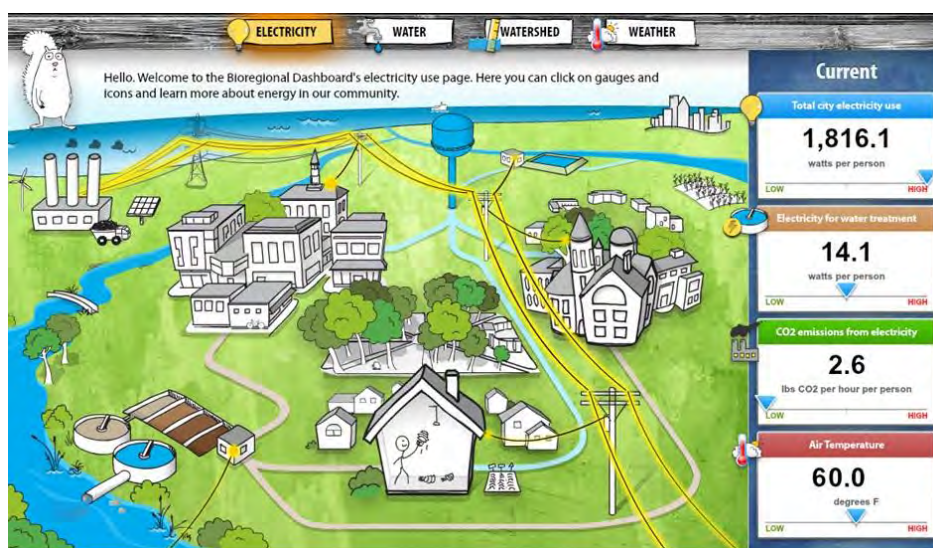 ELECTRICITY
WATER
WATERSHED
WEATHER
Hello. Welcome to the Bioregional Dashboard's electricity use page. Here you can click on gauges and
icons and learn more about energy in our community.
Current
Total city electricity use
1,816.1
watts per person
LOW HIGH
Electricity for water treatment
14.1
watts per person
LOW HIGH
CO2 emissions from electricity
2.6
lbs CO2 per hour per person
LOW HIGH
Air Temperature
60.0
degrees F
LOW HIGH